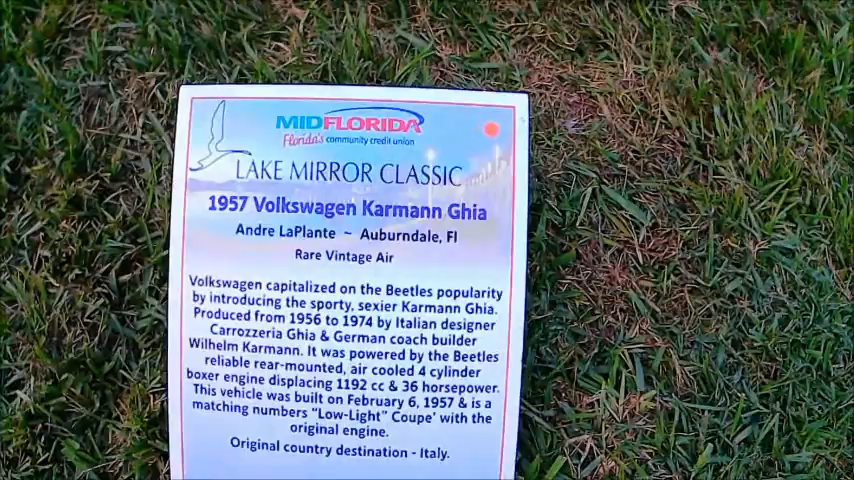 MIDFLORIDA
Florida's community credit union
LAKE MIRROR CLASSIC
1957 Volkswagen Karmann Ghia
Andre LaPlante ~ Auburndale, Fl
Rare Vintage Air
Volkswagen capitalized on the Beetles popularity
by introducing the sporty, sexier Karmann Ghia.
Produced from 1956 to 1974 by Italian designer
Carrozzeria Ghia & German coach builder
Wilhelm Karmann. It was powered by the Beetles
reliable rear-mounted, air cooled 4 cylinder
boxer engine displacing 1192 cc & 36 horsepower.
This vehicle was built on February 6, 1957 & is a
matching numbers "Low-Light" Coupe' with the
original engine.
Original country destination - Italy.